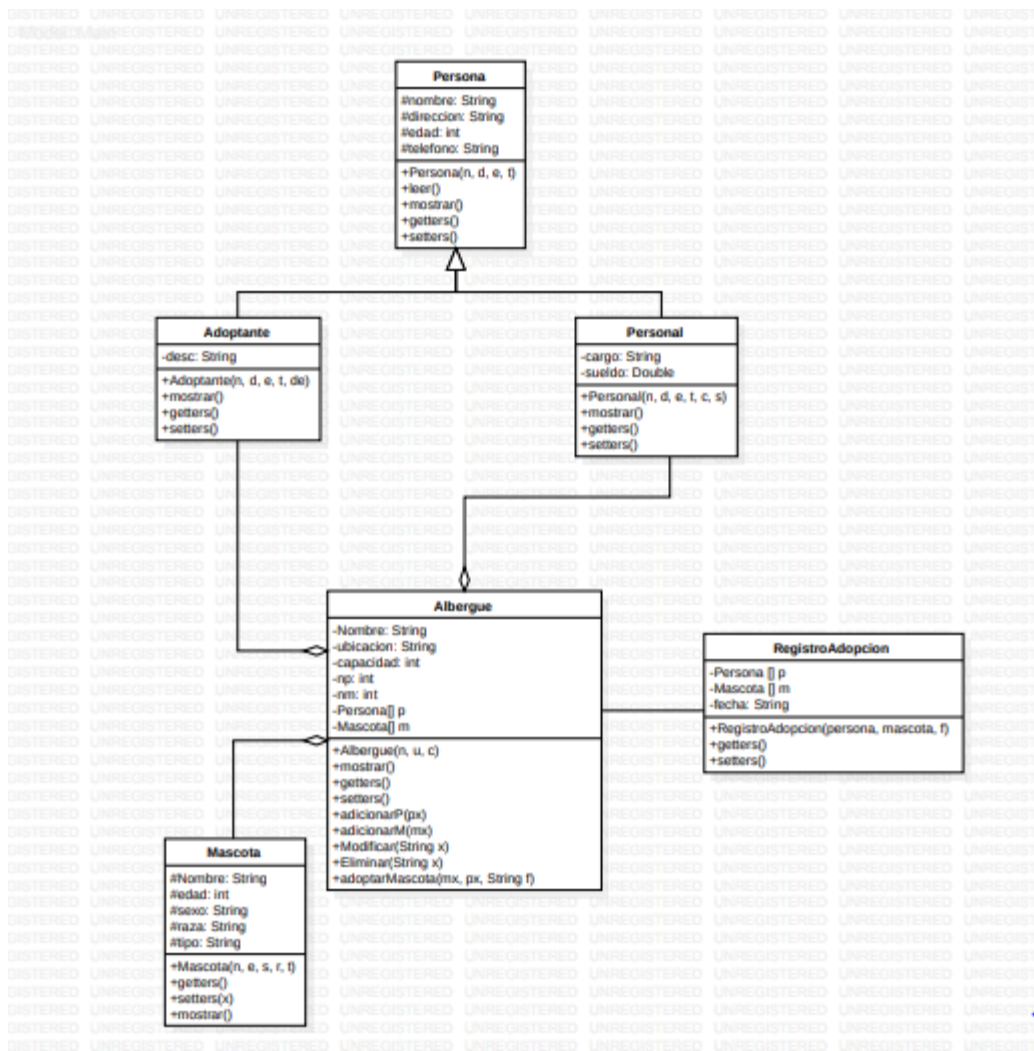 Persona
#nombre: String
#direccion: String
#edad: int
#telefono: String
+Persona(n, d, e, t)
+leer()
+mostrar()
+getters()
+setters()
Adoptante
-desc: String
+Adoptante(n, d, e, t, de)
+mostrar()
+getters()
+setters()
Personal
-cargo: String
-sueldo: Double
+Personal(n, d, e, t, c, s)
+mostrar()
+getters()
+setters()
Albergue
-Nombre: String
-ubicacion: String
-capacidad: int
-np: int
-nm: int
-Persona[] p
-Mascota[] m
+Albergue(n, u, c)
+mostrar()
+getters()
+setters()
+adicionarP(px)
+adicionarM(mx)
+Modificar(String x)
+Eliminar(String x)
+adoptarMascota(mx, px, String f)
RegistroAdopcion
-Persona [] p
-Mascota [] m
-fecha: String
+RegistroAdopcion(persona, mascota, f)
+getters()
+setters()
Mascota
#Nombre: String
#edad: int
#sexo: String
#raza: String
#tipo: String
+Mascota(n, e, s, r, t)
+getters()
+setters(x)
+mostrar()
UNREGISTERED